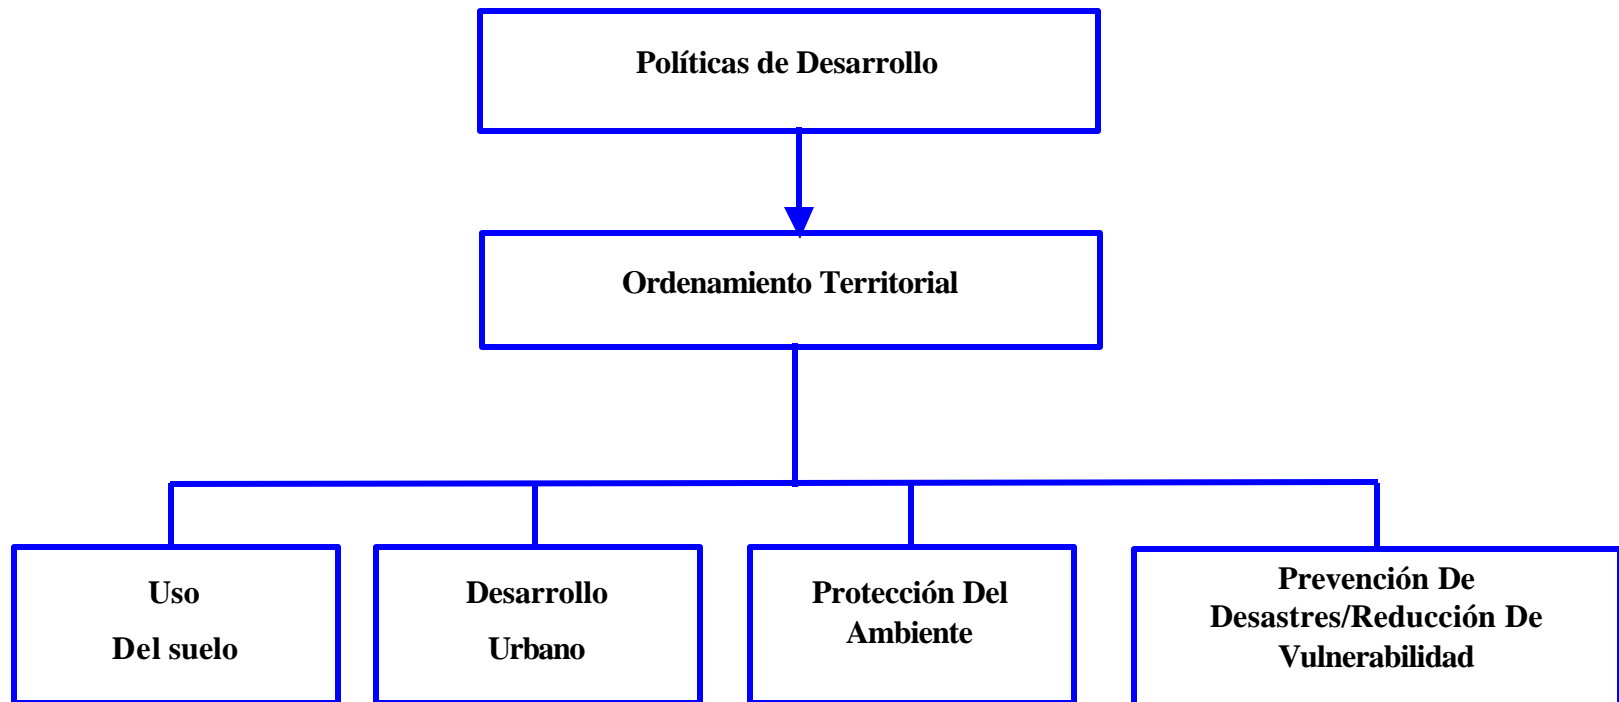 Políticas de Desarrollo
Ordenamiento Territorial
Uso
Del suelo
Desarrollo
Urbano
Protección Del
Ambiente
Prevención De
Desastres/Reducción De
Vulnerabilidad